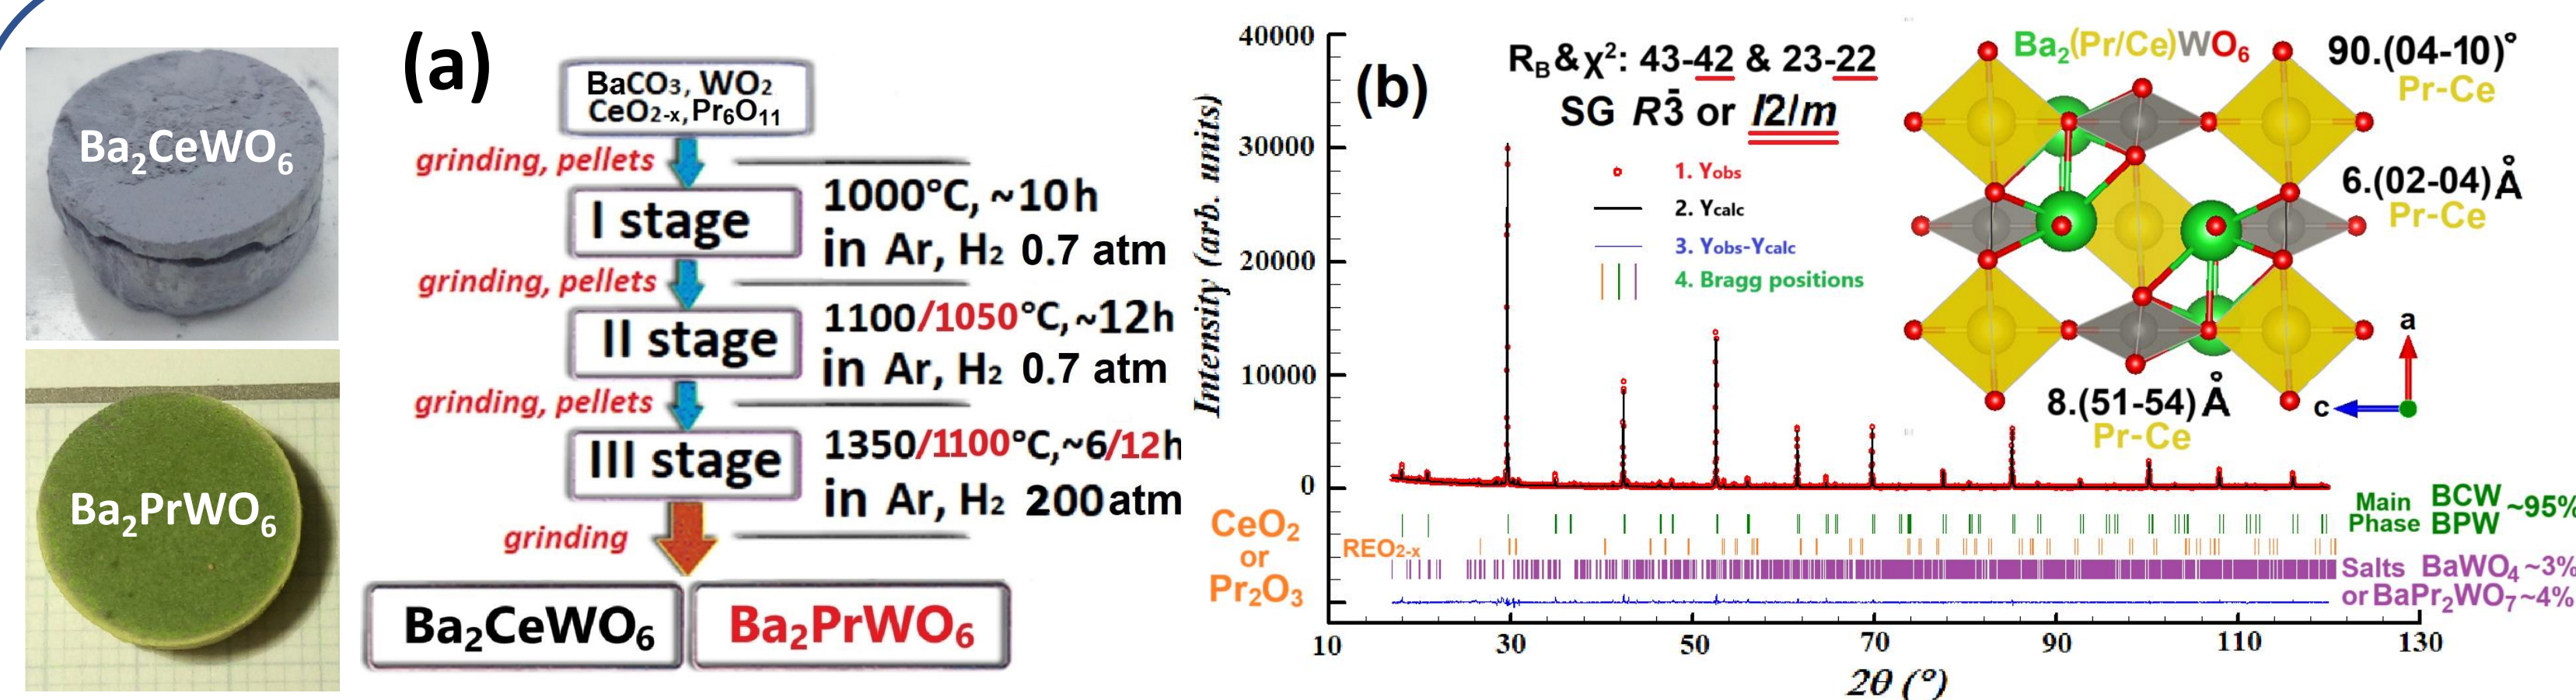 Ba₂CeWO₆
Ba₂PrWO₆
(a)
BaCO₃, WO₂
CeO₂₋ₓ, Pr₆O₁₁
grinding, pellets
I stage
1000°C, ~10h
in Ar, H₂ 0.7 atm
grinding, pellets
II stage
1100/1050°C, ~12h
in Ar, H₂ 0.7 atm
grinding, pellets
III stage
1350/1100°C,~6/12h
in Ar, H₂ 200atm
grinding
Ba₂CeWO₆
Ba₂PrWO₆
(b)
Intensity (arb. units)
40000
30000
20000
10000
0
R_B&χ²: 43-42 & 23-22
SG R3̄ or I2/m
1. Yobs
2. Ycalc
3. Yobs-Ycalc
4. Bragg positions
Ba₂(Pr/Ce)WO₆
90.(04-10)°
Pr-Ce
6.(02-04)Å
Pr-Ce
8.(51-54)Å
Pr-Ce
a
c
CeO₂
or
Pr₂O₃
REO₂₋ₓ
Main Phase BCW BPW ~95%
Salts BaWO₄ ~3%
or BaPr₂WO₇ ~4%
10 30 50 70 90 110 130
2θ (°)